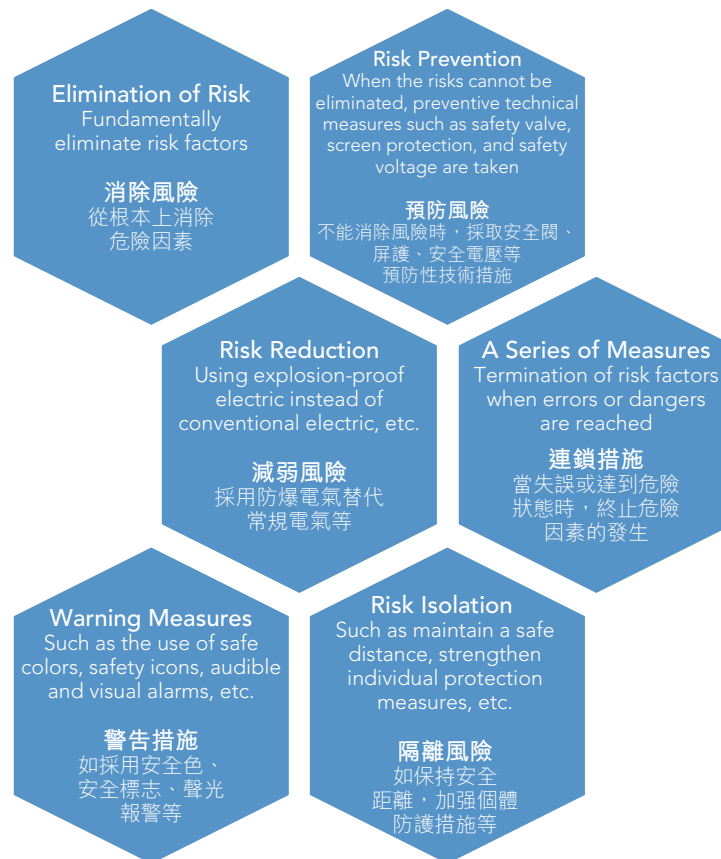 Elimination of Risk
Fundamentally
eliminate risk factors
消除風險
從根本上消除
危險因素
Risk Prevention
When the risks cannot be
eliminated, preventive technical
measures such as safety valve,
screen protection, and safety
voltage are taken
預防風險
不能消除風險時，採取安全閥、
屏護、安全電壓等
預防性技術措施
Risk Reduction
Using explosion-proof
electric instead of
conventional electric, etc.
減弱風險
採用防爆電氣替代
常規電氣等
A Series of Measures
Termination of risk factors
when errors or dangers
are reached
連鎖措施
當失誤或達到危險
狀態時，終止危險
因素的發生
Warning Measures
Such as the use of safe
colors, safety icons, audible
and visual alarms, etc.
警告措施
如採用安全色、
安全標志、聲光
報警等
Risk Isolation
Such as maintain a safe
distance, strengthen
individual protection
measures, etc.
隔離風險
如保持安全
距離，加强個體
防護措施等